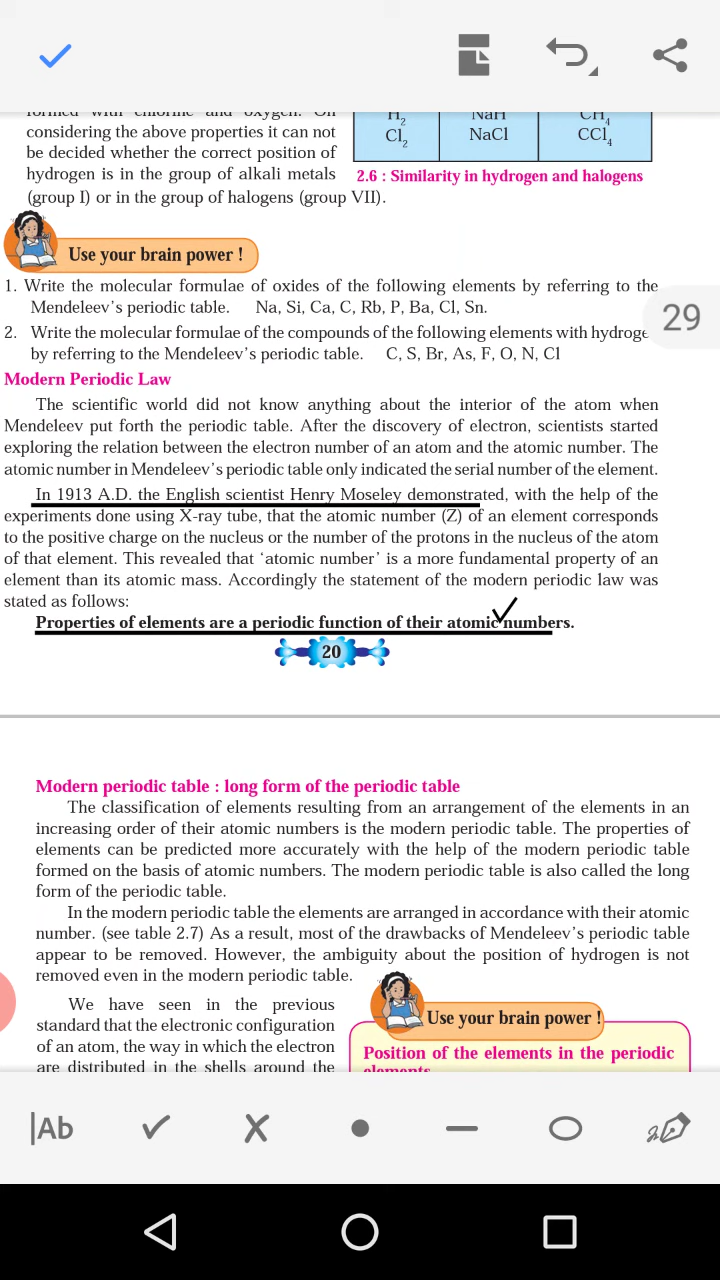 formed with chlorine and oxygen. On
considering the above properties it can not
be decided whether the correct position of
hydrogen is in the group of alkali metals
(group I) or in the group of halogens (group VII).
H2 NaH CH4
Cl2 NaCl CCl4
2.6 : Similarity in hydrogen and halogens
Use your brain power !
1. Write the molecular formulae of oxides of the following elements by referring to the
Mendeleev's periodic table. Na, Si, Ca, C, Rb, P, Ba, Cl, Sn.
29
2. Write the molecular formulae of the compounds of the following elements with hydroge
by referring to the Mendeleev's periodic table. C, S, Br, As, F, O, N, Cl
Modern Periodic Law
The scientific world did not know anything about the interior of the atom when
Mendeleev put forth the periodic table. After the discovery of electron, scientists started
exploring the relation between the electron number of an atom and the atomic number. The
atomic number in Mendeleev's periodic table only indicated the serial number of the element.
In 1913 A.D. the English scientist Henry Moseley demonstrated, with the help of the
experiments done using X-ray tube, that the atomic number (Z) of an element corresponds
to the positive charge on the nucleus or the number of the protons in the nucleus of the atom
of that element. This revealed that 'atomic number' is a more fundamental property of an
element than its atomic mass. Accordingly the statement of the modern periodic law was
stated as follows:
Properties of elements are a periodic function of their atomic numbers.
20
Modern periodic table : long form of the periodic table
The classification of elements resulting from an arrangement of the elements in an
increasing order of their atomic numbers is the modern periodic table. The properties of
elements can be predicted more accurately with the help of the modern periodic table
formed on the basis of atomic numbers. The modern periodic table is also called the long
form of the periodic table.
In the modern periodic table the elements are arranged in accordance with their atomic
number. (see table 2.7) As a result, most of the drawbacks of Mendeleev's periodic table
appear to be removed. However, the ambiguity about the position of hydrogen is not
removed even in the modern periodic table.
We have seen in the previous
standard that the electronic configuration
of an atom, the way in which the electron
are distributed in the shells around the
Use your brain power !
Position of the elements in the periodic
elements
Ab